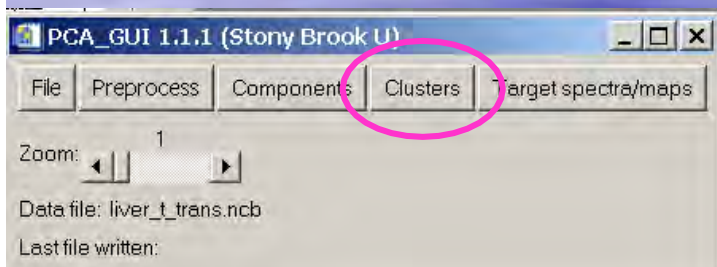 PCA_GUI 1.1.1 (Stony Brook U)
File Preprocess Components Clusters Target spectra/maps
1
Zoom:
Data file: liver_t_trans.ncb
Last file written: